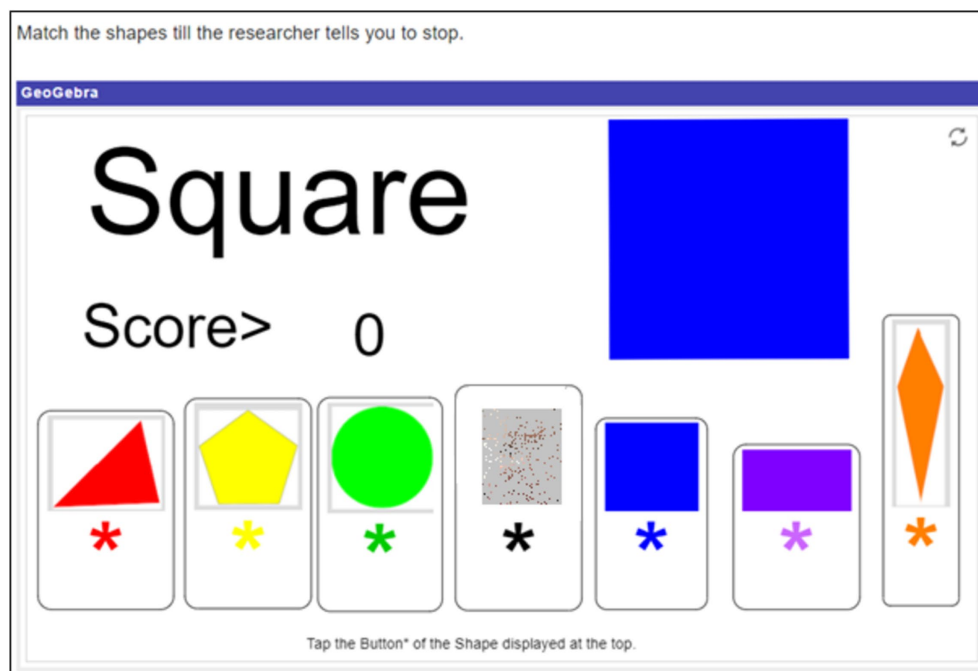 Match the shapes till the researcher tells you to stop.
GeoGebra
Square
Score> 0
* * * * * * *
Tap the Button* of the Shape displayed at the top.